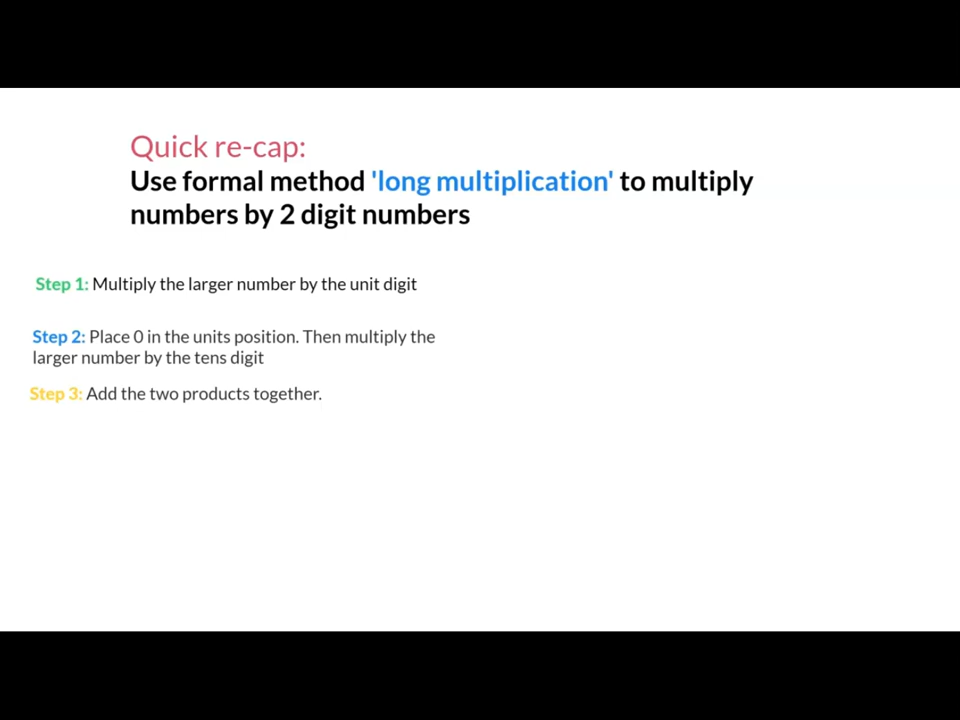 Quick re-cap:
Use formal method 'long multiplication' to multiply
numbers by 2 digit numbers
Step 1: Multiply the larger number by the unit digit
Step 2: Place 0 in the units position. Then multiply the
larger number by the tens digit
Step 3: Add the two products together.